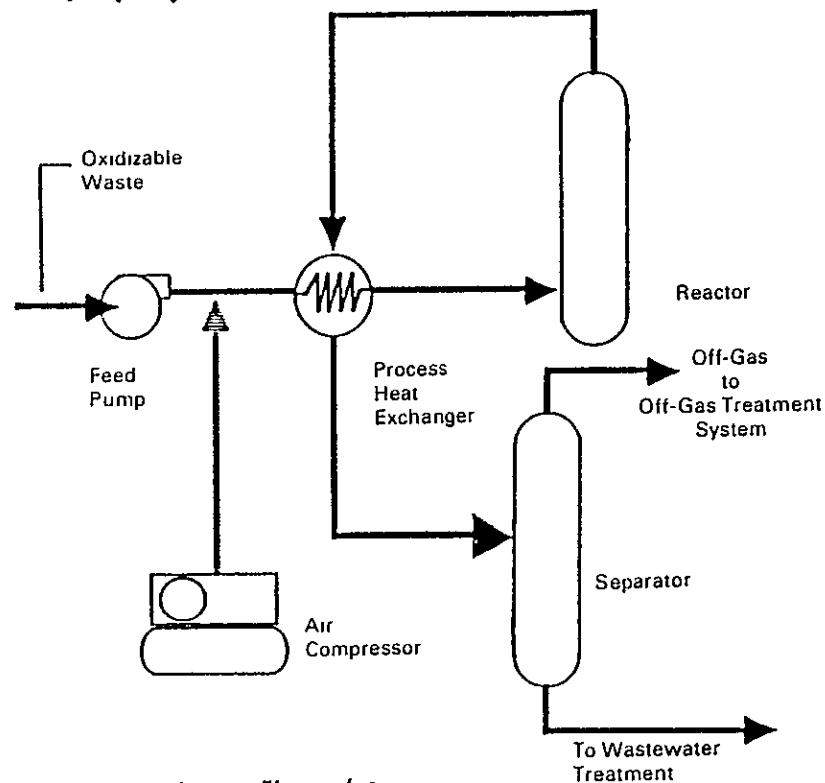 Oxidizable
Waste
Feed
Pump
Process
Heat
Exchanger
Reactor
Off-Gas
to
Off-Gas Treatment
System
Separator
Air
Compressor
To Wastewater
Treatment